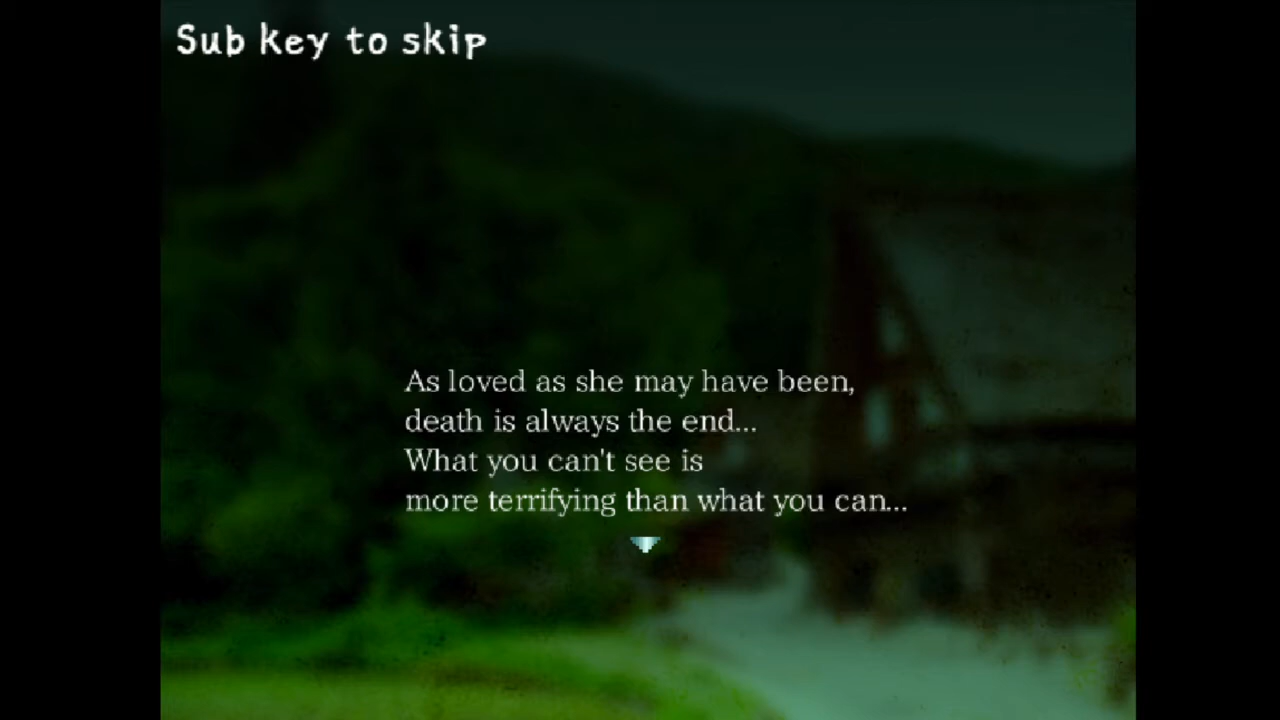 Sub key to skip
As loved as she may have been,
death is always the end...
What you can't see is
more terrifying than what you can...